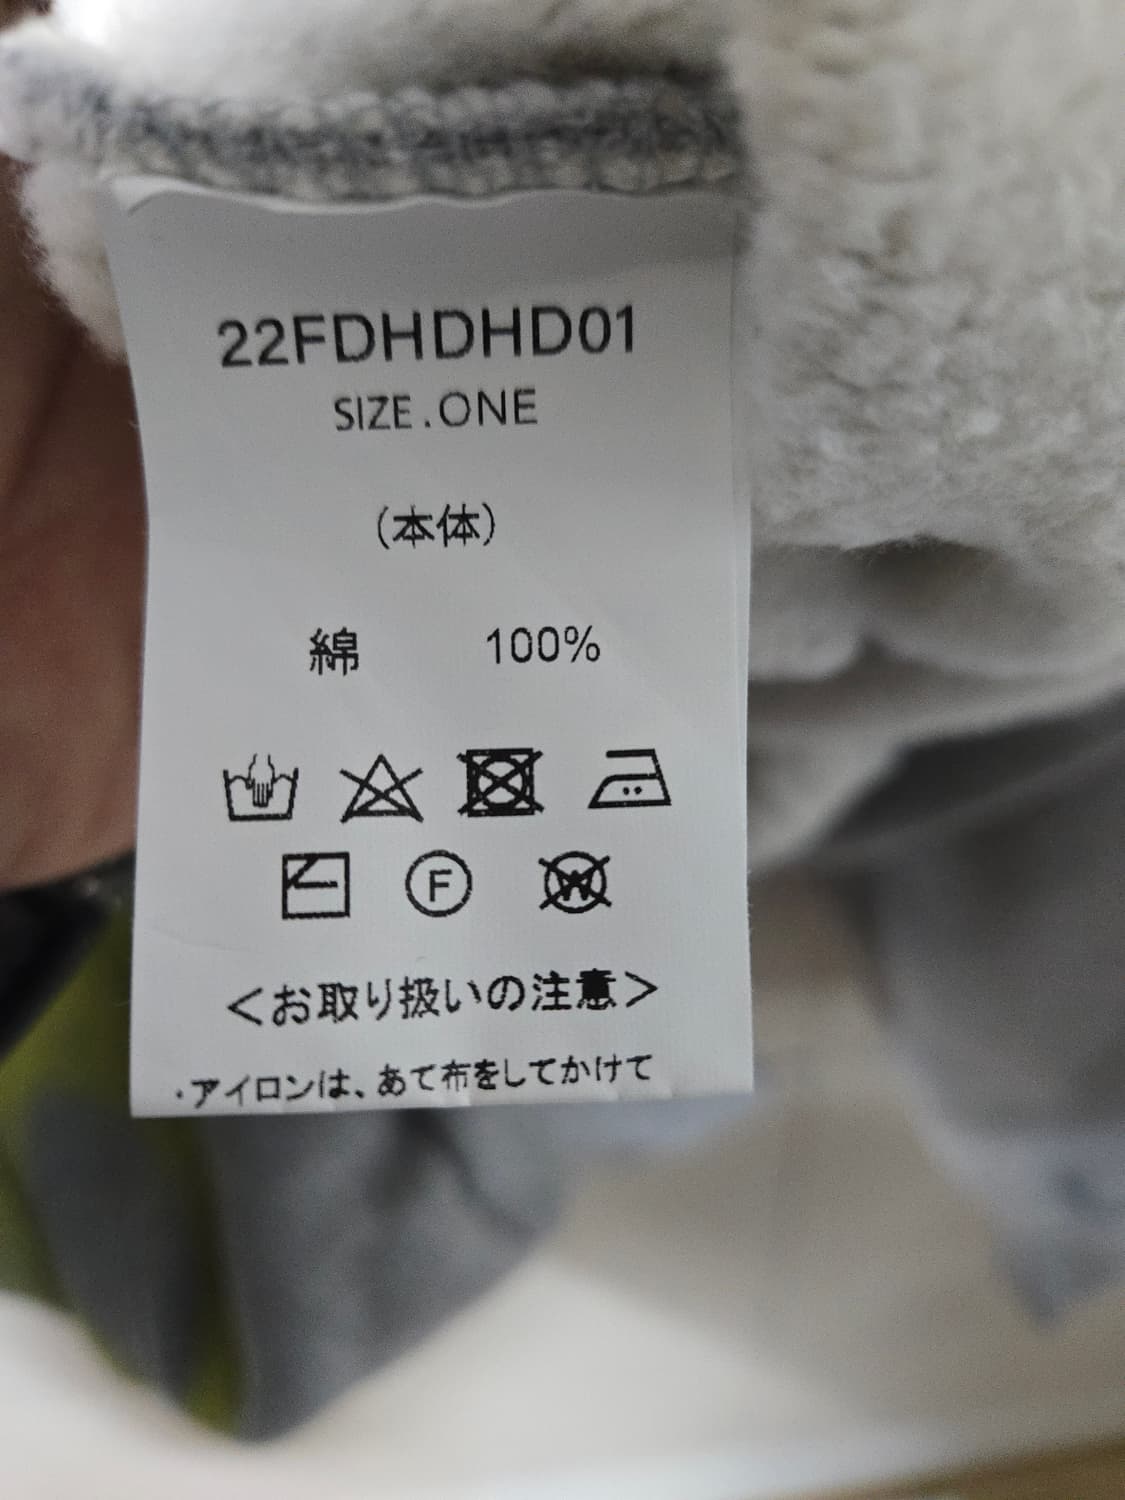 22FDHDHD01
SIZE.ONE
(本体)
綿 100%
F
W
<お取り扱いの注意>
・アイロンは、あて布をしてかけて